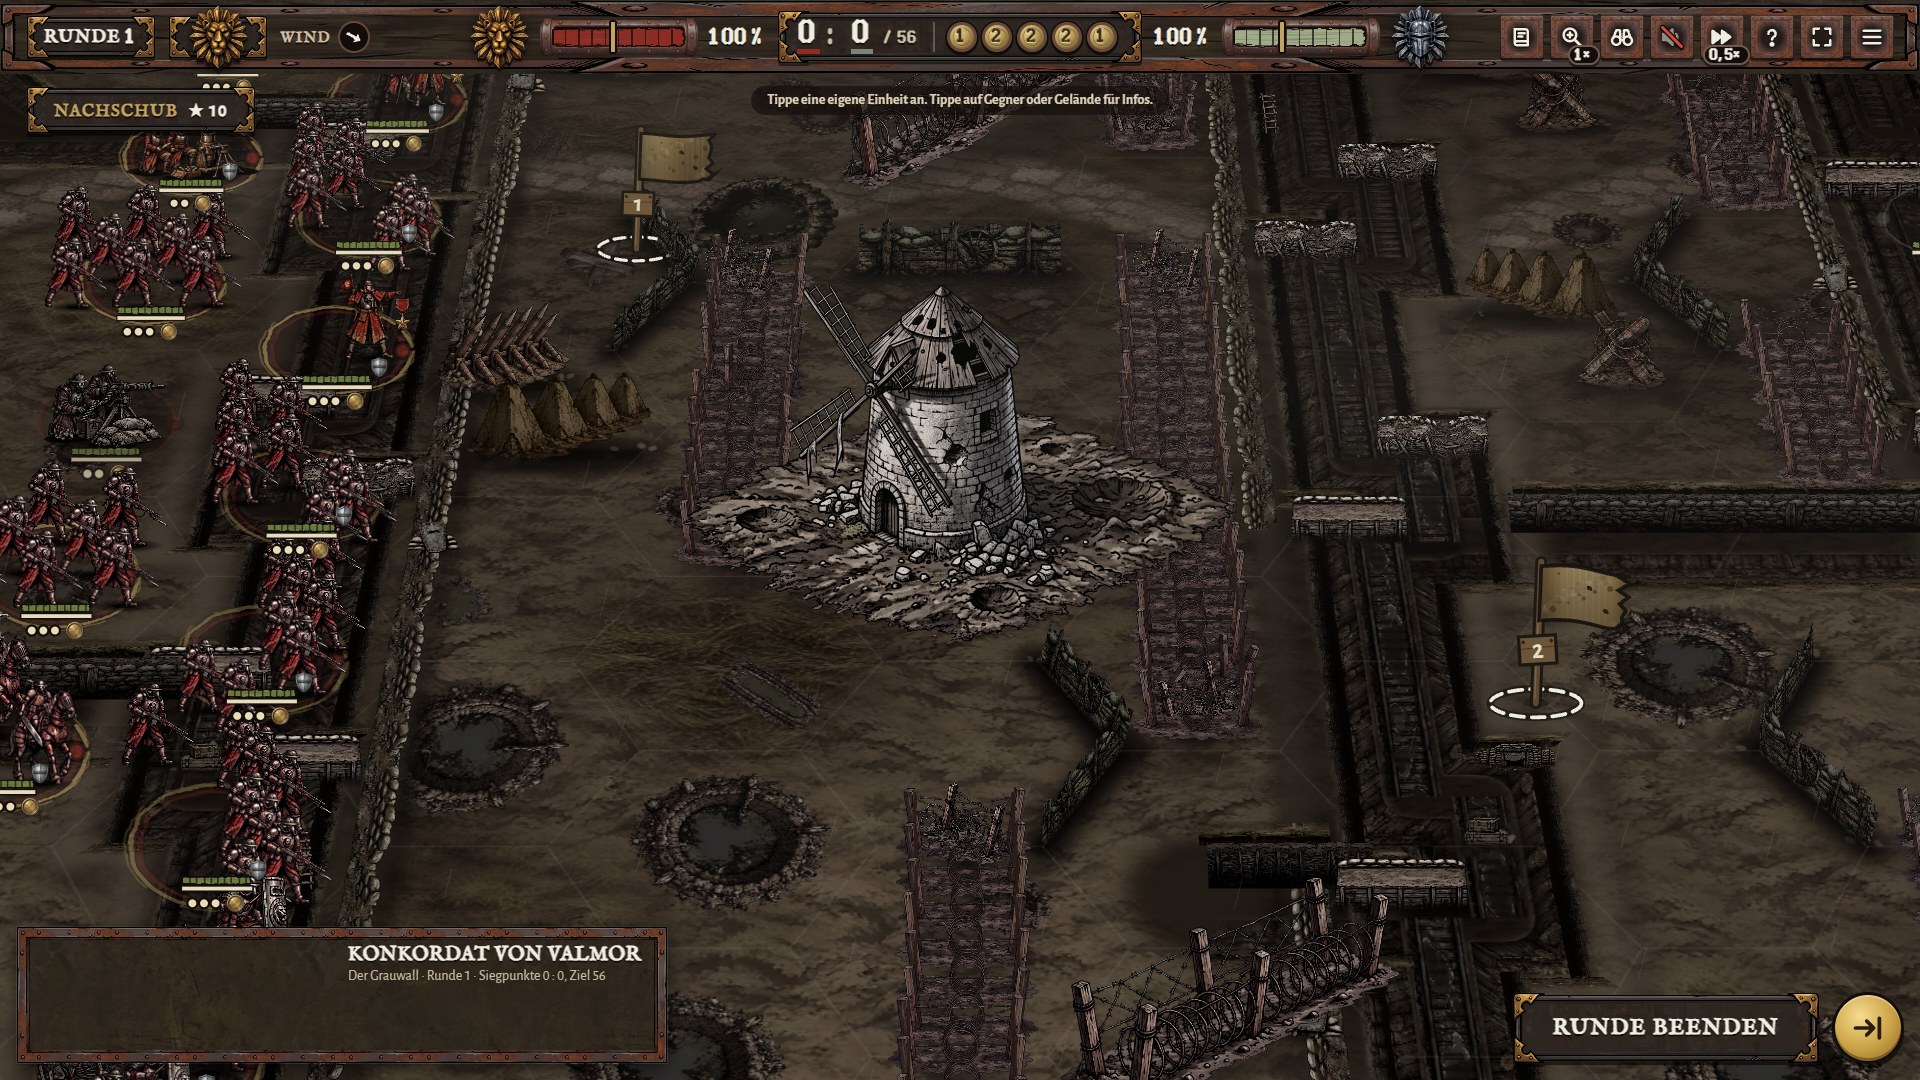 RUNDE 1
WIND
100%
0 : 0 / 56
1 2 2 2 1
100%
1×
0,5×
?
NACHSCHUB ★ 10
Tippe eine eigene Einheit an. Tippe auf Gegner oder Gelände für Infos.
1
2
KONKORDAT VON VALMOR
Der Grauwall · Runde 1 · Siegpunkte 0 : 0, Ziel 56
RUNDE BEENDEN